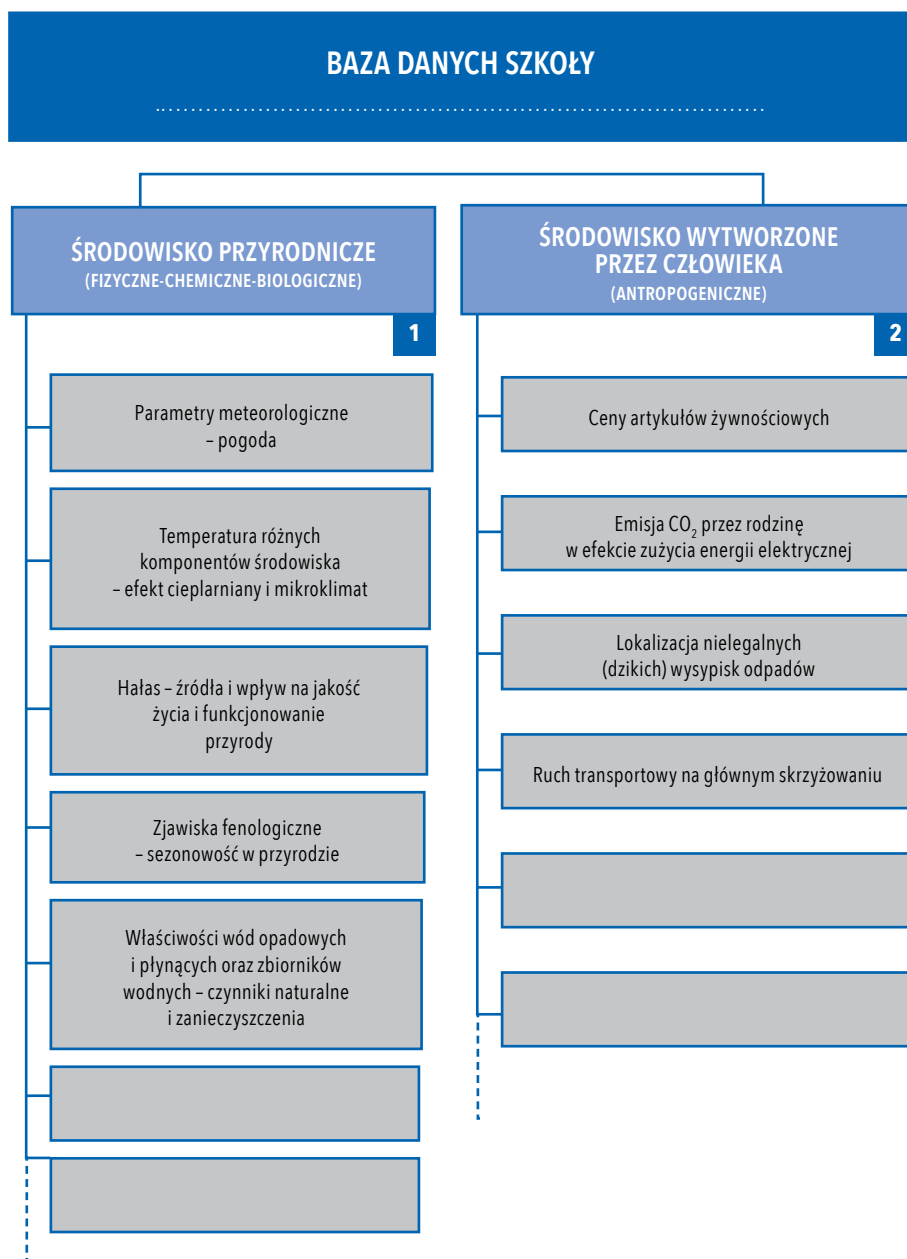 BAZA DANYCH SZKOŁY
................................................................................
ŚRODOWISKO PRZYRODNICZE
(FIZYCZNE-CHEMICZNE-BIOLOGICZNE)
1
Parametry meteorologiczne
– pogoda
Temperatura różnych
komponentów środowiska
– efekt cieplarniany i mikroklimat
Hałas – źródła i wpływ na jakość
życia i funkcjonowanie
przyrody
Zjawiska fenologiczne
– sezonowość w przyrodzie
Właściwości wód opadowych
i płynących oraz zbiorników
wodnych – czynniki naturalne
i zanieczyszczenia
ŚRODOWISKO WYTWORZONE
PRZEZ CZŁOWIEKA
(ANTROPOGENICZNE)
2
Ceny artykułów żywnościowych
Emisja CO₂ przez rodzinę
w efekcie zużycia energii elektrycznej
Lokalizacja nielegalnych
(dzikich) wysypisk odpadów
Ruch transportowy na głównym skrzyżowaniu